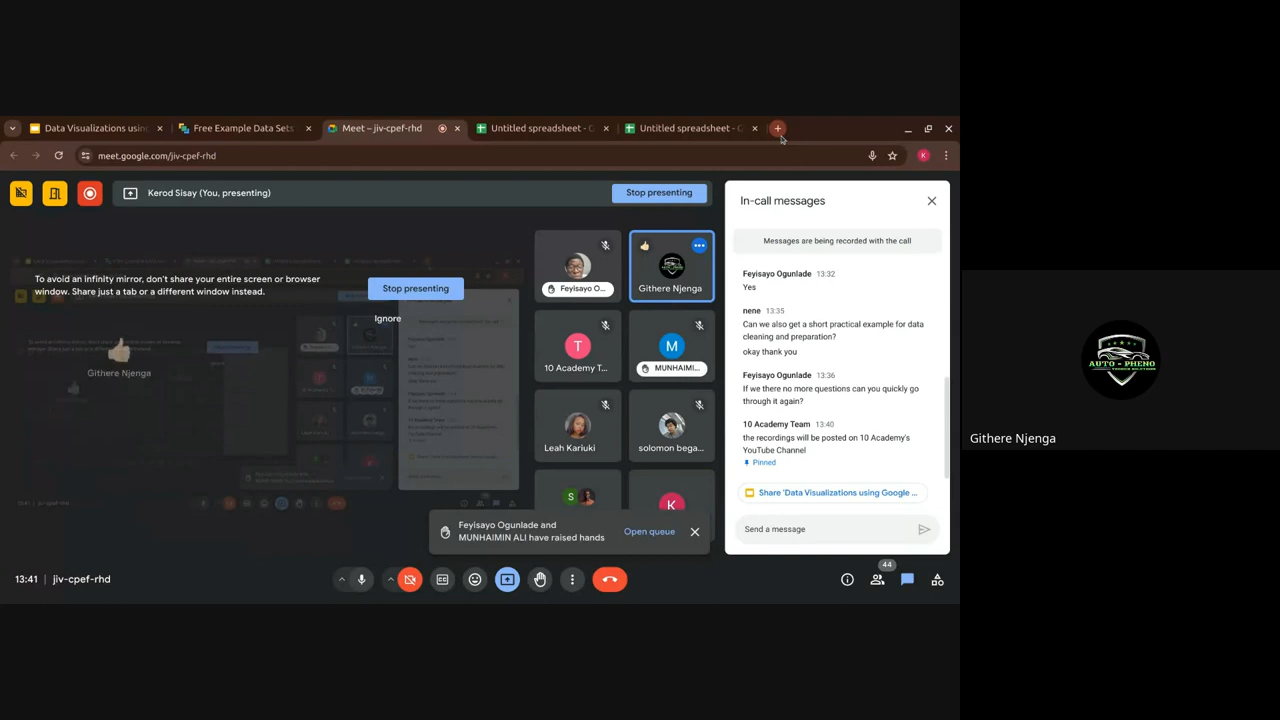 Data Visualizations using
Free Example Data Sets
Meet – jiv-cpef-rhd
Untitled spreadsheet - G
Untitled spreadsheet - G
meet.google.com/jiv-cpef-rhd
K
Kerod Sisay (You, presenting)
Stop presenting
To avoid an infinity mirror, don't share your entire screen or browser
window. Share just a tab or a different window instead.
Stop presenting
Ignore
Githere Njenga
Feyisayo O...
Githere Njenga
T
10 Academy T...
M
MUNHAIMI...
Leah Kariuki
solomon bega...
S
K
Feyisayo Ogunlade and
MUNHAIMIN ALI have raised hands
Open queue
In-call messages
Messages are being recorded with the call
Feyisayo Ogunlade 13:32
Yes
nene 13:35
Can we also get a short practical example for data
cleaning and preparation?
okay thank you
Feyisayo Ogunlade 13:36
If we there no more questions can you quickly go
through it again?
10 Academy Team 13:40
the recordings will be posted on 10 Academy's
YouTube Channel
Pinned
Share 'Data Visualizations using Google ...
Send a message
13:41 | jiv-cpef-rhd
44
AUTO - PHENO
Githere Njenga